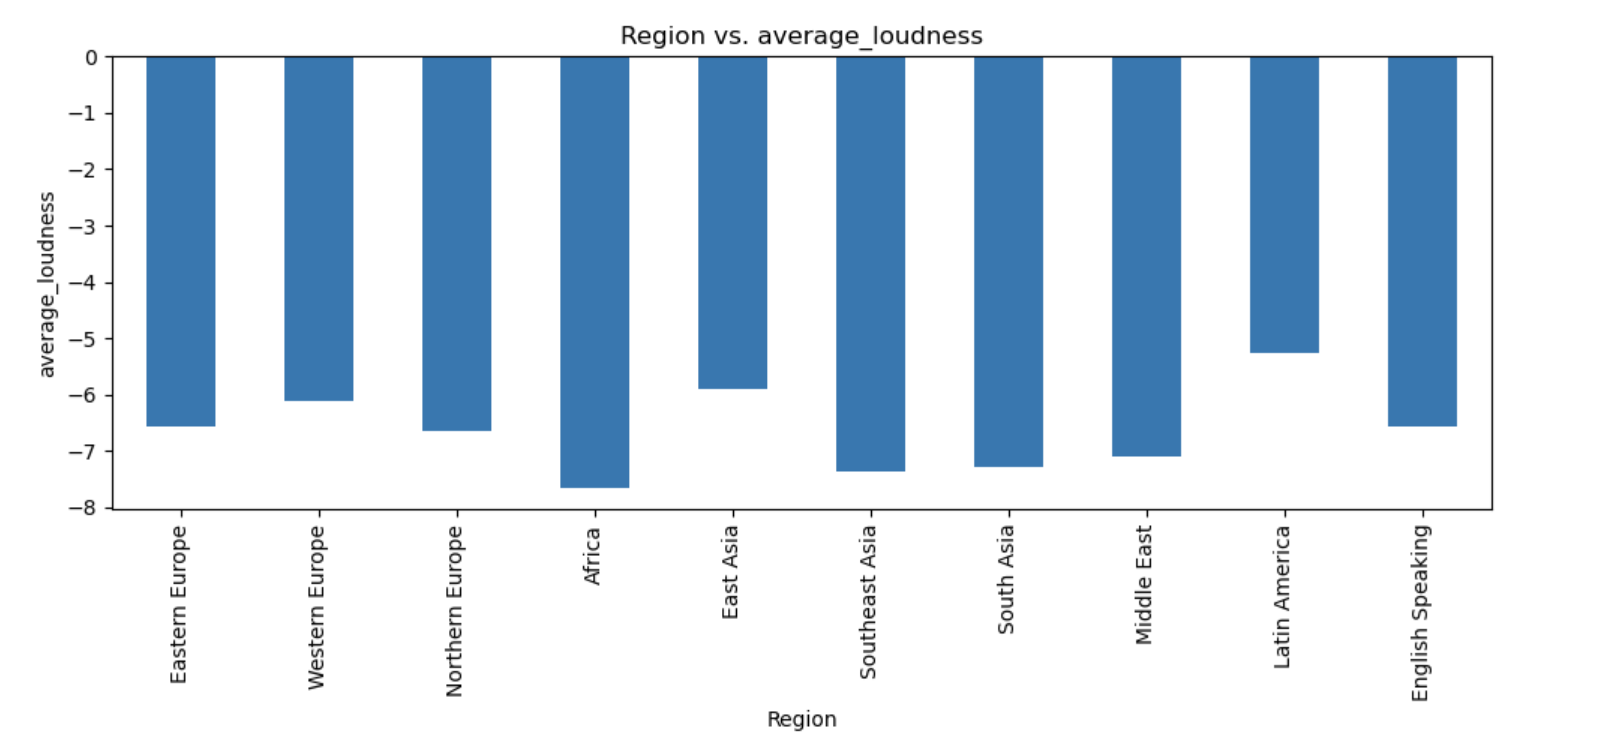 Region vs. average_loudness
average_loudness
0
−1
−2
−3
−4
−5
−6
−7
−8
Eastern Europe
Western Europe
Northern Europe
Africa
East Asia
Southeast Asia
South Asia
Middle East
Latin America
English Speaking
Region